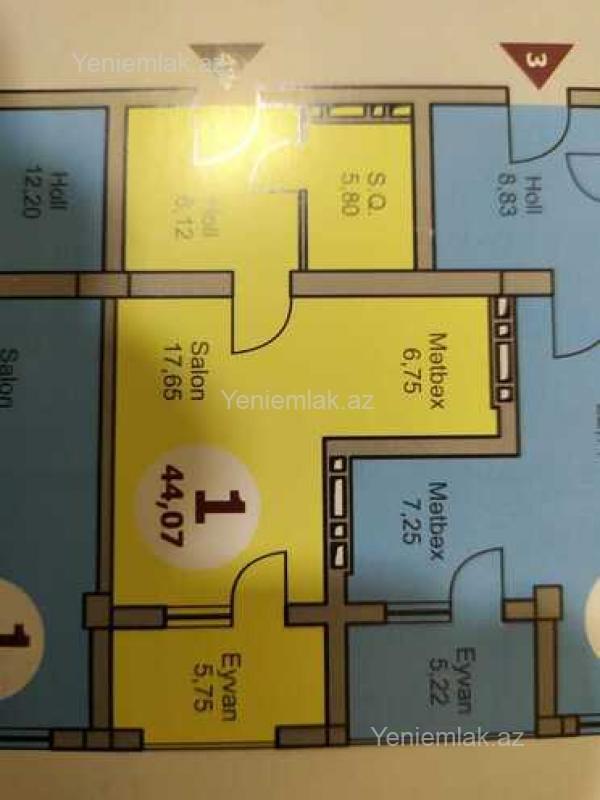 Yeniemlak.az
3
Holl
12,20
Holl
8,12
S.Q.
5,80
Holl
8,83
Salon
Salon
17,65
Mətbəx
6,75
Yeniemlak.az
1
44,07
Mətbəx
7,25
1
Eyvan
5,75
Eyvan
5,22
Yeniemlak.az